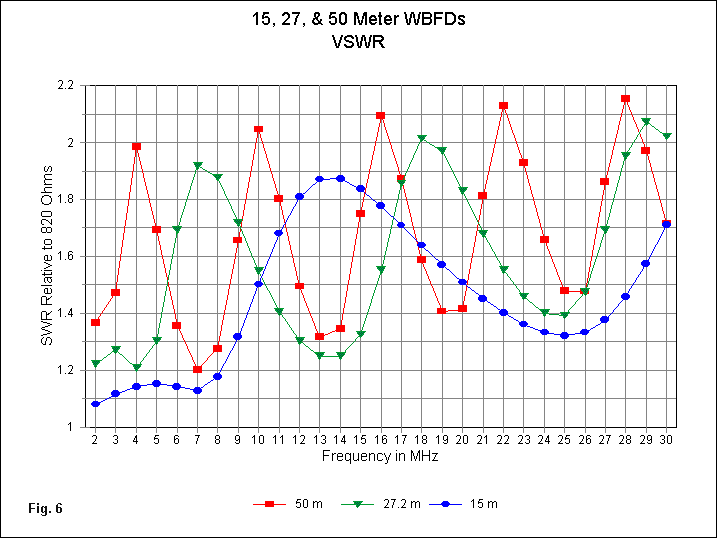 15, 27, & 50 Meter WBFDs
VSWR
SWR Relative to 820 Ohms
2.2
2
1.8
1.6
1.4
1.2
1
2 3 4 5 6 7 8 9 10 11 12 13 14 15 16 17 18 19 20 21 22 23 24 25 26 27 28 29 30
Frequency in MHz
Fig. 6
50 m 27.2 m 15 m